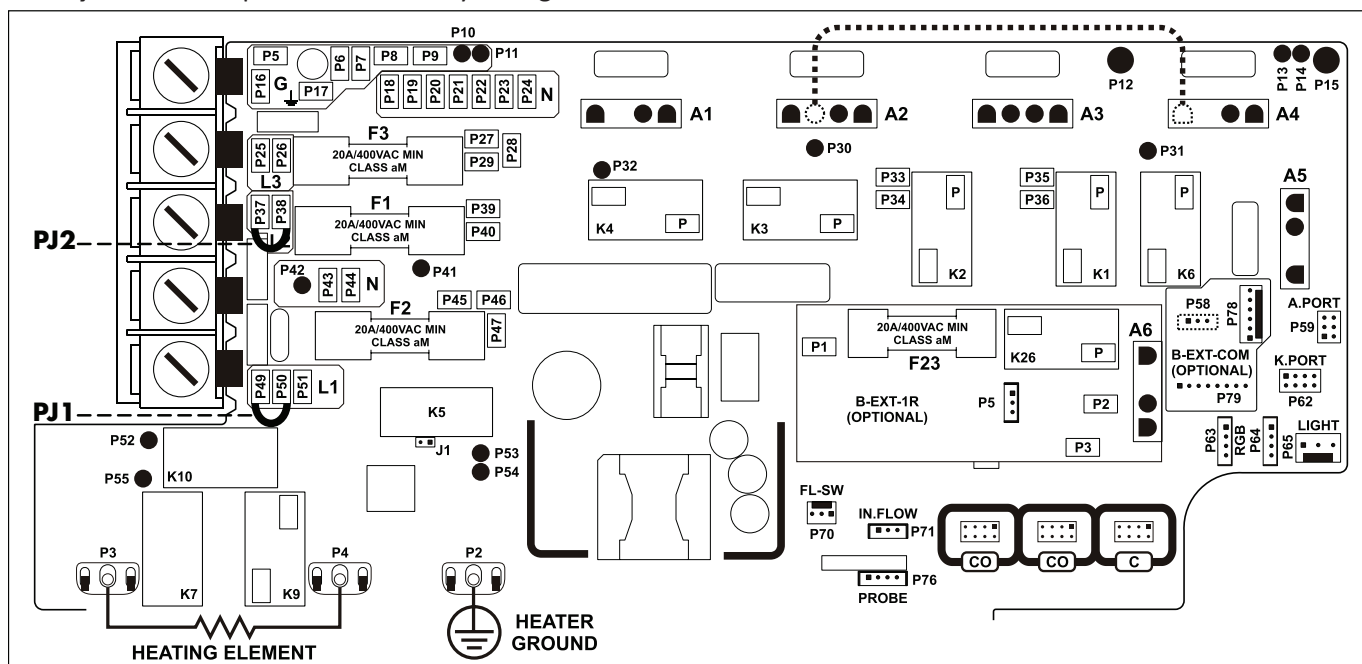 P10
P5
P6
P7
P8
P9
P11
P16
G
P17
P18
P19
P20
P21
P22
P23
P24
N
A1
A2
A3
P12
A4
P13
P14
P15
F3
20A/400VAC MIN
CLASS aM
P25
P26
L3
P27
P29
P28
P32
P30
P31
K4
P
K3
P
P33
P34
P
K2
P35
P36
P
K1
P
K6
A5
P37
P38
F1
20A/400VAC MIN
CLASS aM
P39
P40
PJ2
P42
P43
P44
N
P41
F2
20A/400VAC MIN
CLASS aM
P45
P46
P47
P1
20A/400VAC MIN
CLASS aM
F23
K26
P
A6
P58
P78
A.PORT
P59
B-EXT-COM
(OPTIONAL)
P79
K.PORT
P62
P49
P50
P51
L1
PJ1
K5
J1
B-EXT-1R
(OPTIONAL)
P5
P2
P3
P63
RGB
P64
P65
LIGHT
P52
P55
K10
P53
P54
FL-SW
P70
IN.FLOW
P71
P76
PROBE
CO
CO
C
P3
K7
K9
P4
P2
HEATING ELEMENT
HEATER
GROUND